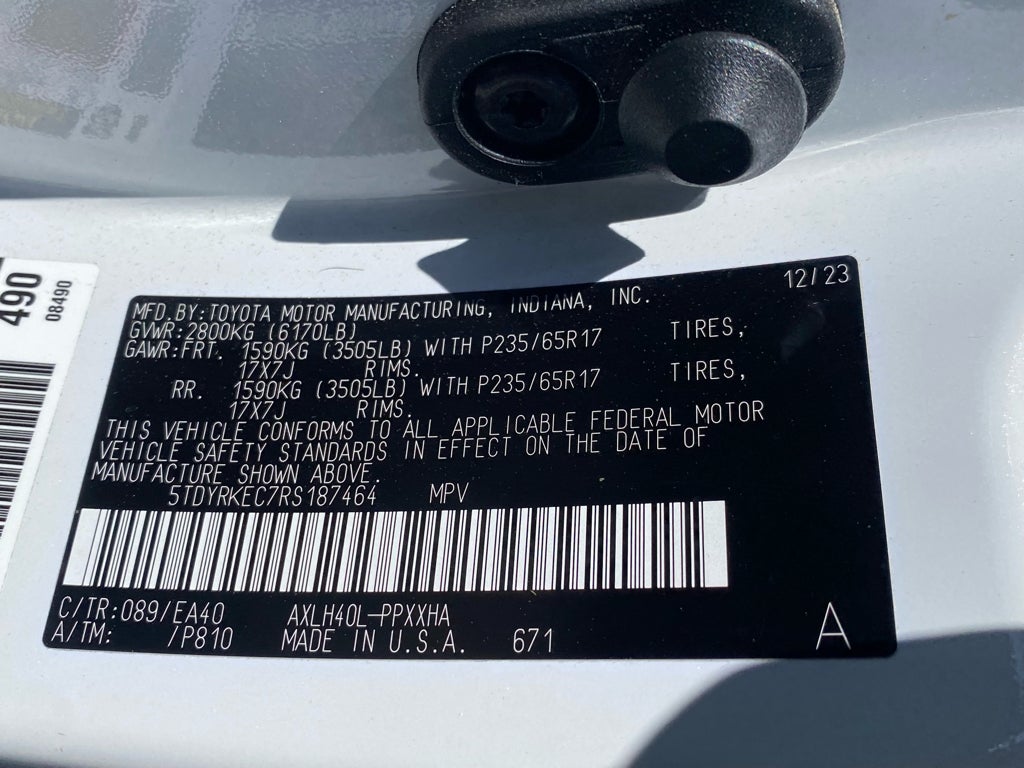 490
08490
12/23
MFD.BY:TOYOTA MOTOR MANUFACTURING, INDIANA, INC.
GVWR:2800KG (6170LB)
GAWR:FRT. 1590KG (3505LB) WITH P235/65R17 TIRES,
17X7J RIMS.
RR. 1590KG (3505LB) WITH P235/65R17 TIRES,
17X7J RIMS.
THIS VEHICLE CONFORMS TO ALL APPLICABLE FEDERAL MOTOR
VEHICLE SAFETY STANDARDS IN EFFECT ON THE DATE OF
MANUFACTURE SHOWN ABOVE.
5TDYRKEC7RS187464 MPV
C/TR:089/EA40 AXLH40L-PPXXHA
A/TM: /P810 MADE IN U.S.A. 671
A